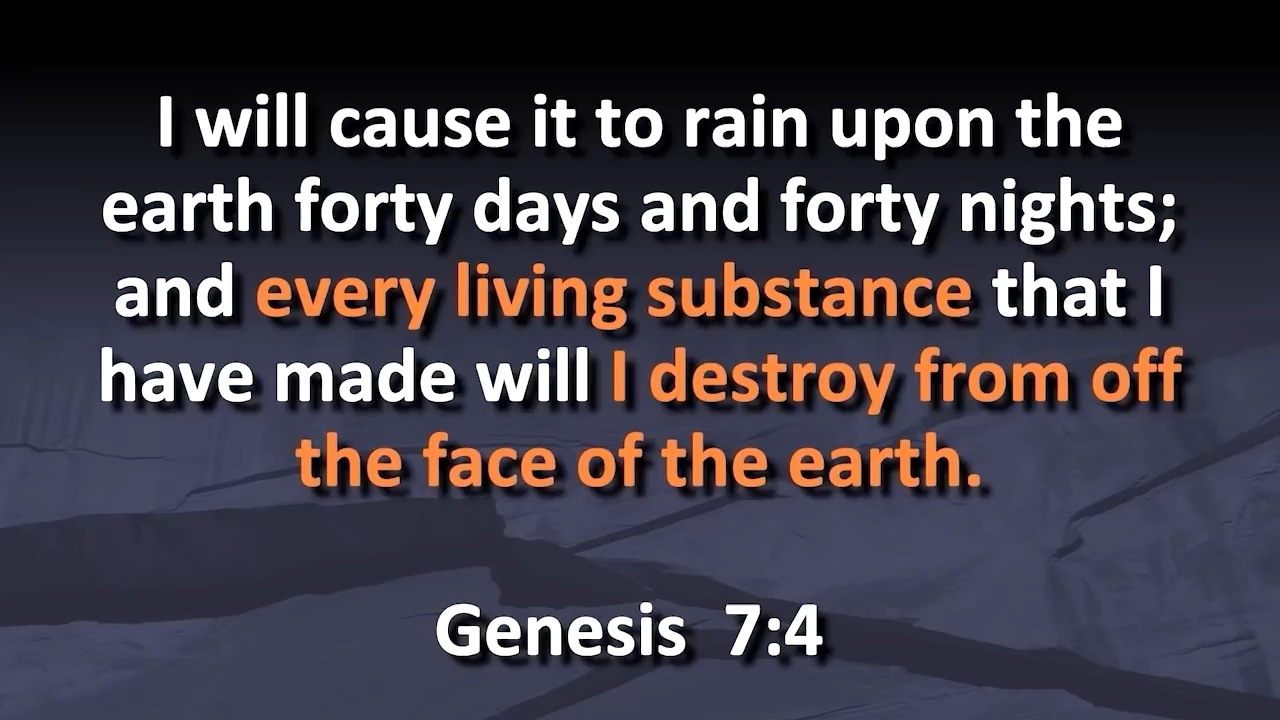 I will cause it to rain upon the
earth forty days and forty nights;
and every living substance that I
have made will I destroy from off
the face of the earth.
Genesis 7:4